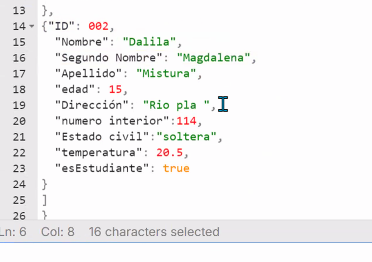 13 },
14 {"ID": 002,
15 "Nombre": "Dalila",
16 "Segundo Nombre": "Magdalena",
17 "Apellido": "Mistura",
18 "edad": 15,
19 "Dirección": "Rio pla ",
20 "numero interior":114,
21 "Estado civil":"soltera",
22 "temperatura": 20.5,
23 "esEstudiante": true
24 }
25 ]
26 }
Ln: 6 Col: 8 16 characters selected